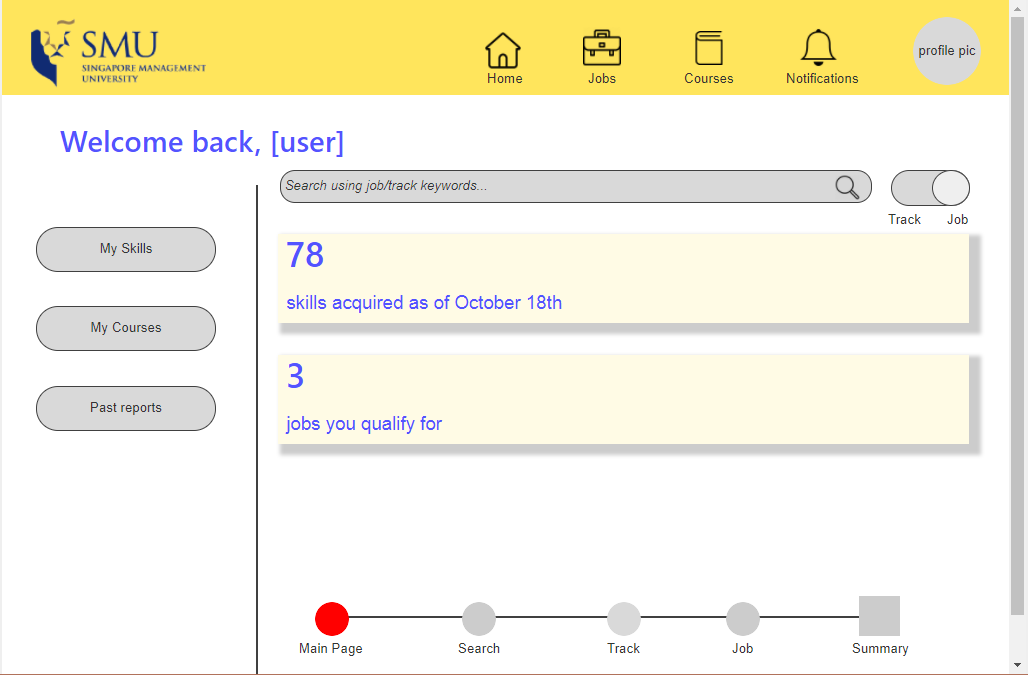 SMU
SINGAPORE MANAGEMENT
UNIVERSITY
Home
Jobs
Courses
Notifications
profile pic
Welcome back, [user]
Search using job/track keywords...
Track
Job
My Skills
My Courses
Past reports
78
skills acquired as of October 18th
3
jobs you qualify for
Main Page
Search
Track
Job
Summary